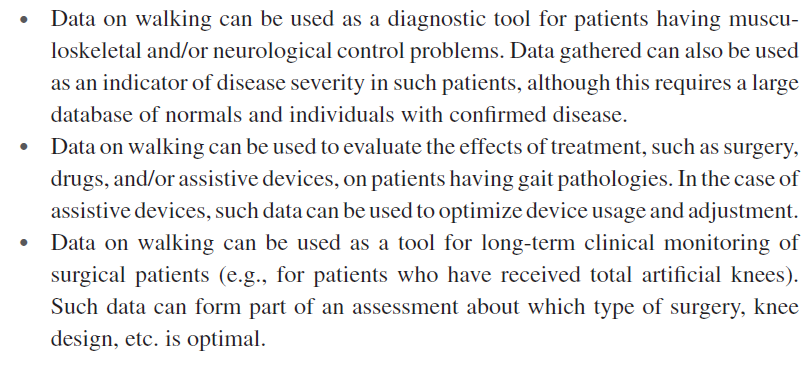 • Data on walking can be used as a diagnostic tool for patients having muscu-
loskeletal and/or neurological control problems. Data gathered can also be used
as an indicator of disease severity in such patients, although this requires a large
database of normals and individuals with confirmed disease.
• Data on walking can be used to evaluate the effects of treatment, such as surgery,
drugs, and/or assistive devices, on patients having gait pathologies. In the case of
assistive devices, such data can be used to optimize device usage and adjustment.
• Data on walking can be used as a tool for long-term clinical monitoring of
surgical patients (e.g., for patients who have received total artificial knees).
Such data can form part of an assessment about which type of surgery, knee
design, etc. is optimal.